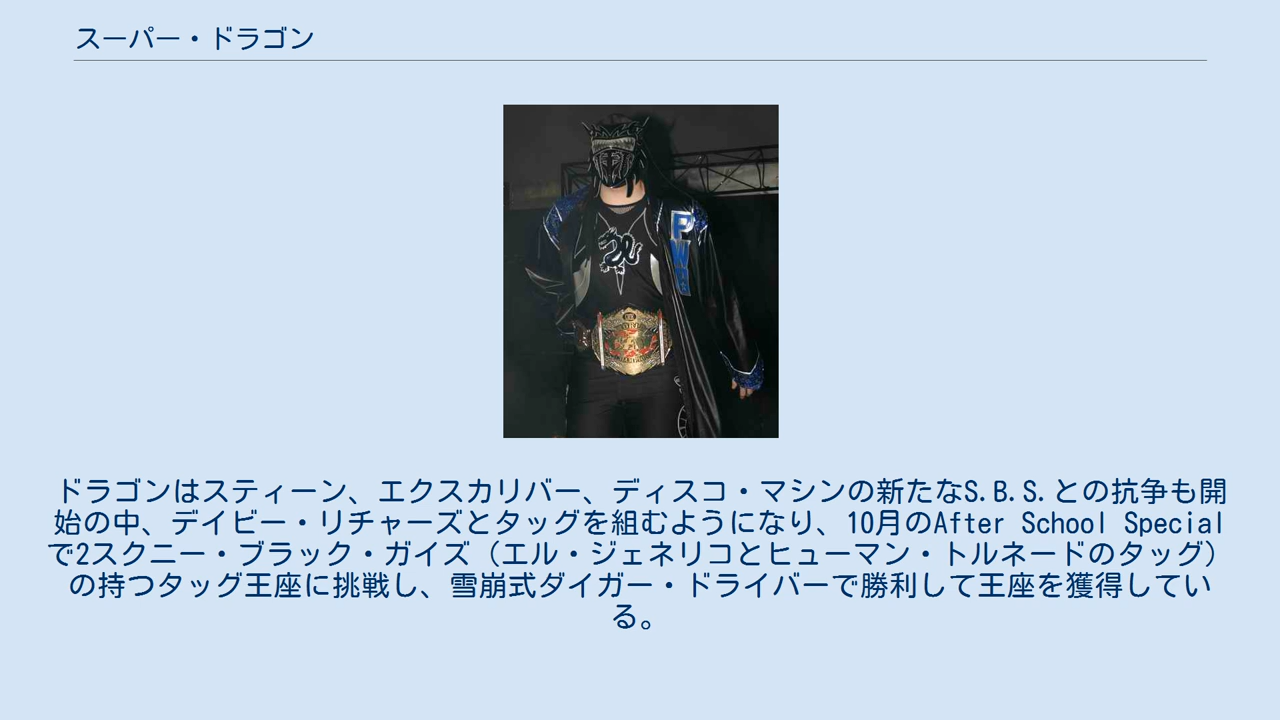 スーパー・ドラゴン
PW
ドラゴンはスティーン、エクスカリバー、ディスコ・マシンの新たなS.B.S.との抗争も開
始の中、デイビー・リチャーズとタッグを組むようになり、10月のAfter School Special
で2スクニー・ブラック・ガイズ（エル・ジェネリコとヒューマン・トルネードのタッグ）
の持つタッグ王座に挑戦し、雪崩式ダイガー・ドライバーで勝利して王座を獲得してい
る。